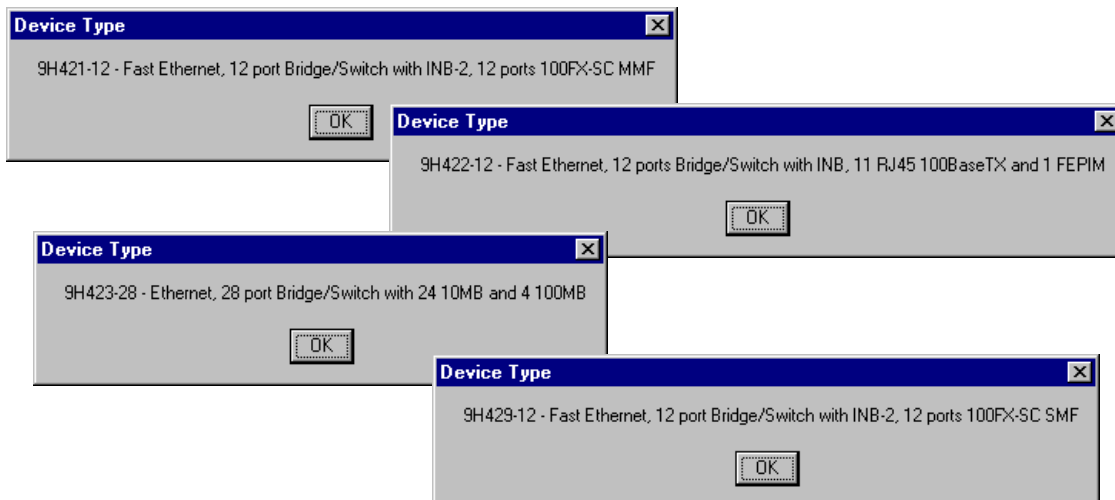 Device Type
9H421-12 - Fast Ethernet, 12 port Bridge/Switch with INB-2, 12 ports 100FX-SC MMF
OK
Device Type
9H422-12 - Fast Ethernet, 12 ports Bridge/Switch with INB, 11 RJ45 100BaseTX and 1 FEPIM
OK
Device Type
9H423-28 - Ethernet, 28 port Bridge/Switch with 24 10MB and 4 100MB
OK
Device Type
9H429-12 - Fast Ethernet, 12 port Bridge/Switch with INB-2, 12 ports 100FX-SC SMF
OK